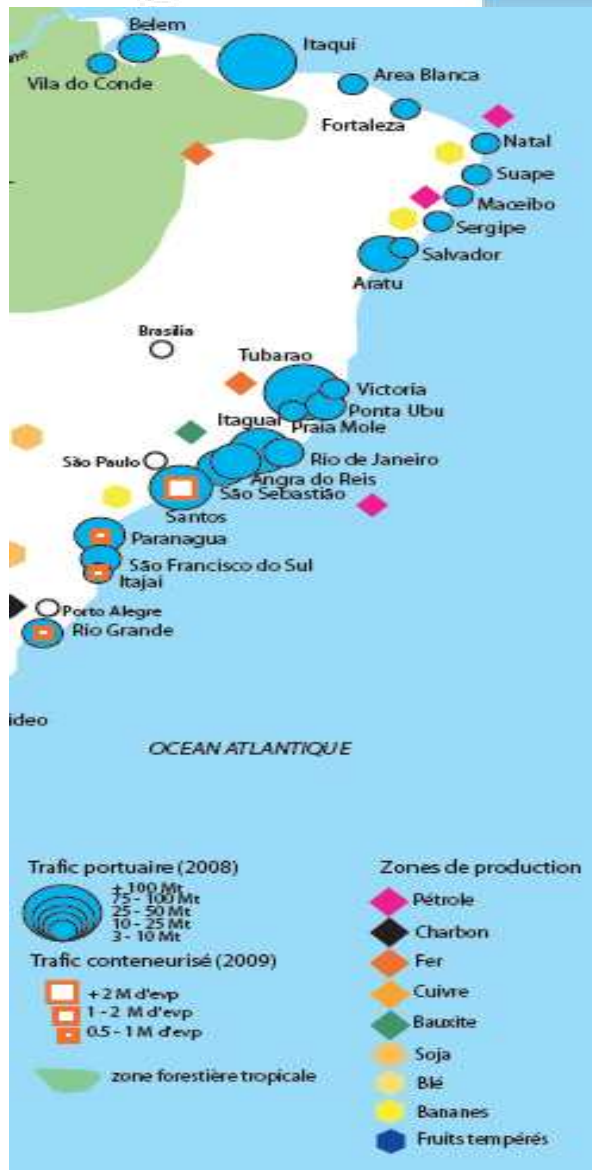 Belem
Itaqui
Vila do Conde
Area Blanca
Fortaleza
Natal
Suape
Maceibo
Sergipe
Salvador
Aratu
Brasilia
Tubarao
Victoria
Ponta Ubu
Praia Mole
Itaguaí
Rio de Janeiro
São Paulo
Angra do Reis
São Sebastião
Santos
Paranagua
São Francisco do Sul
Itajai
Porto Alegre
Rio Grande
ideo
OCEAN ATLANTIQUE
Trafic portuaire (2008)
+ 100 Mt
75 - 100 Mt
25 - 50 Mt
10 - 25 Mt
3 - 10 Mt
Trafic conteneurisé (2009)
+ 2 M d'evp
1 - 2 M d'evp
0.5 - 1 M d'evp
zone forestière tropicale
Zones de production
Pétrole
Charbon
Fer
Cuivre
Bauxite
Soja
Blé
Bananes
Fruits tempérés